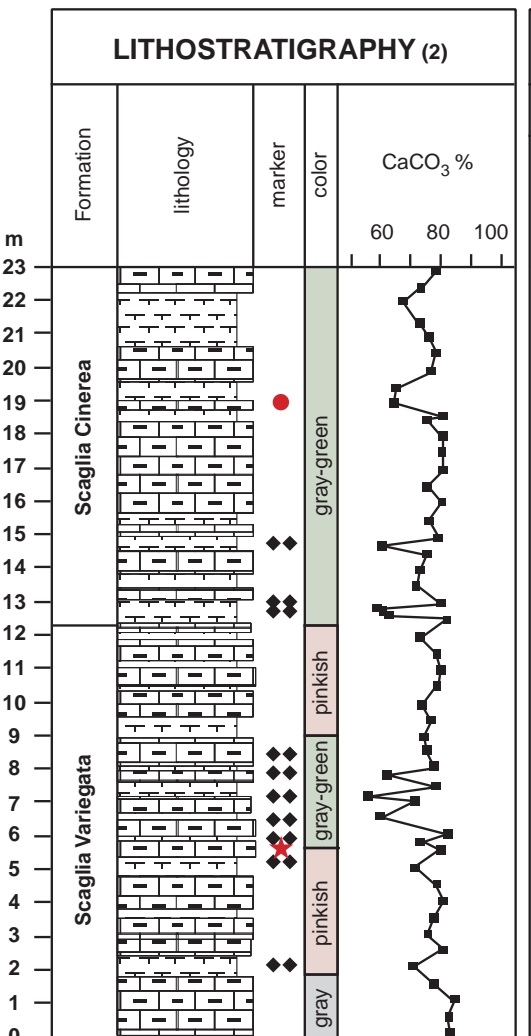 LITHOSTRATIGRAPHY (2)
Formation
lithology
marker
color
CaCO3 %
m
60 80 100
23
22
21
20
19
18
17
16
15
14
13
12
11
10
9
8
7
6
5
4
3
2
1
0
Scaglia Cinerea
Scaglia Variegata
gray-green
pinkish
gray-green
pinkish
gray